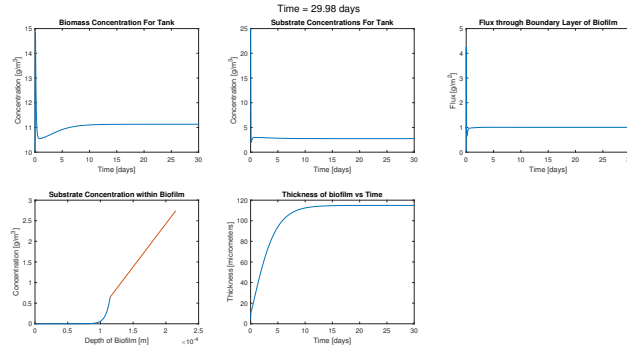 Time = 29.98 days
Biomass Concentration For Tank
Substrate Concentrations For Tank
Flux through Boundary Layer of Biofilm
15
14
13
12
11
10
Concentration [g/m³]
0 5 10 15 20 25 30
Time [days]
25
20
15
10
5
0
Concentration [g/m³]
0 5 10 15 20 25 30
Time [days]
5
4
3
2
1
0
Flux [g/m²]
0 5 10 15 20 25 30
Time [days]
Substrate Concentration within Biofilm
Thickness of biofilm vs Time
3
2.5
2
1.5
1
0.5
0
Concentration [g/m³]
0 0.5 1 1.5 2 2.5
Depth of Biofilm [m]
120
100
80
60
40
20
0
Thickness [micrometers]
0 5 10 15 20 25 30
Time [days]